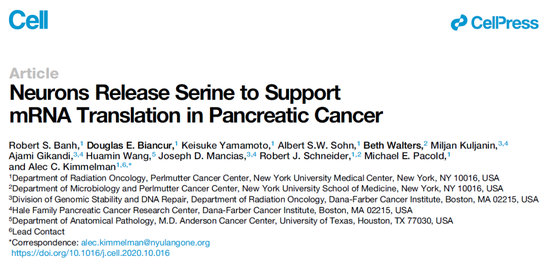 Cell
CellPress
Article
Neurons Release Serine to Support
mRNA Translation in Pancreatic Cancer
Robert S. Banh,1 Douglas E. Biancur,1 Keisuke Yamamoto,1 Albert S.W. Sohn,1 Beth Walters,2 Miljan Kuljanin,3,4
Ajami Gikandi,3,4 Huamin Wang,5 Joseph D. Mancias,3,4 Robert J. Schneider,1,2 Michael E. Pacold,1
and Alec C. Kimmelman1,6,*
1Department of Radiation Oncology, Perlmutter Cancer Center, New York University Medical Center, New York, NY 10016, USA
2Department of Microbiology and Perlmutter Cancer Center, New York University School of Medicine, New York, NY 10016, USA
3Division of Genomic Stability and DNA Repair, Department of Radiation Oncology, Dana-Farber Cancer Institute, Boston, MA 02215, USA
4Hale Family Pancreatic Cancer Research Center, Dana-Farber Cancer Institute, Boston, MA 02215, USA
5Department of Anatomical Pathology, M.D. Anderson Cancer Center, University of Texas, Houston, TX 77030, USA
6Lead Contact
*Correspondence: alec.kimmelman@nyulangone.org
https://doi.org/10.1016/j.cell.2020.10.016